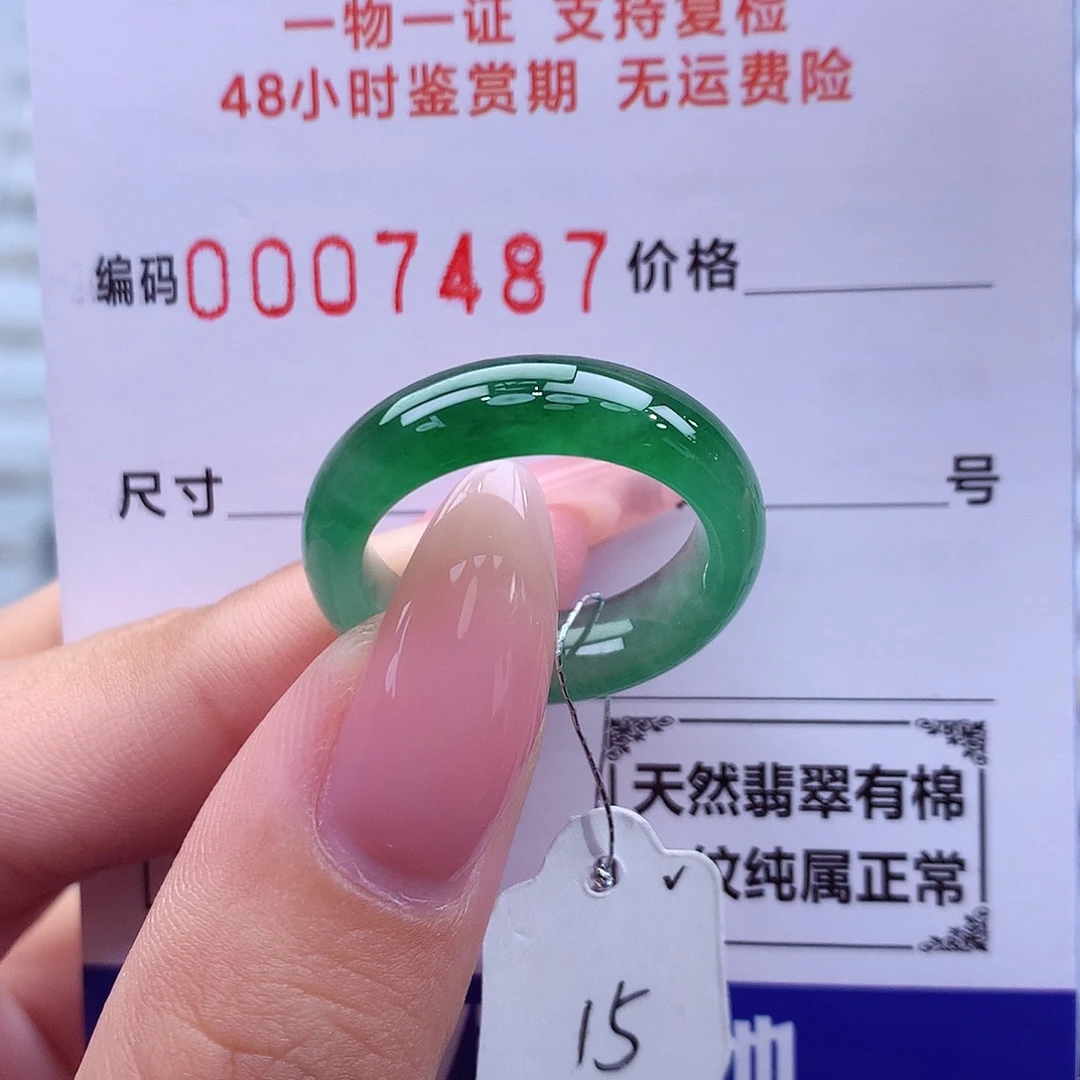 一物一证 支持复检
48小时鉴赏期 无运费险
编码0007487 价格
尺寸 号
天然翡翠有棉
纹纯属正常
✓
15